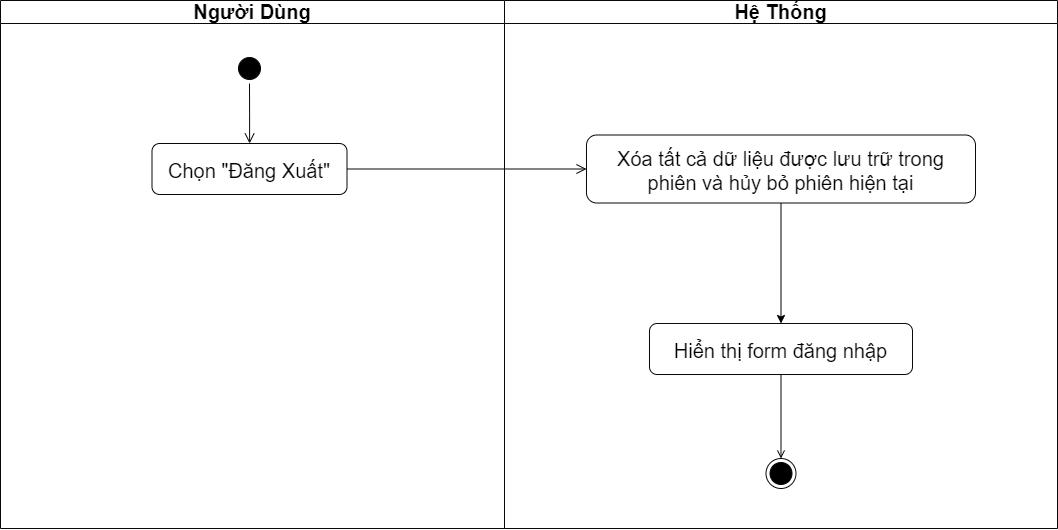 Người Dùng
Hệ Thống
Chọn "Đăng Xuất"
Xóa tất cả dữ liệu được lưu trữ trong
phiên và hủy bỏ phiên hiện tại
Hiển thị form đăng nhập